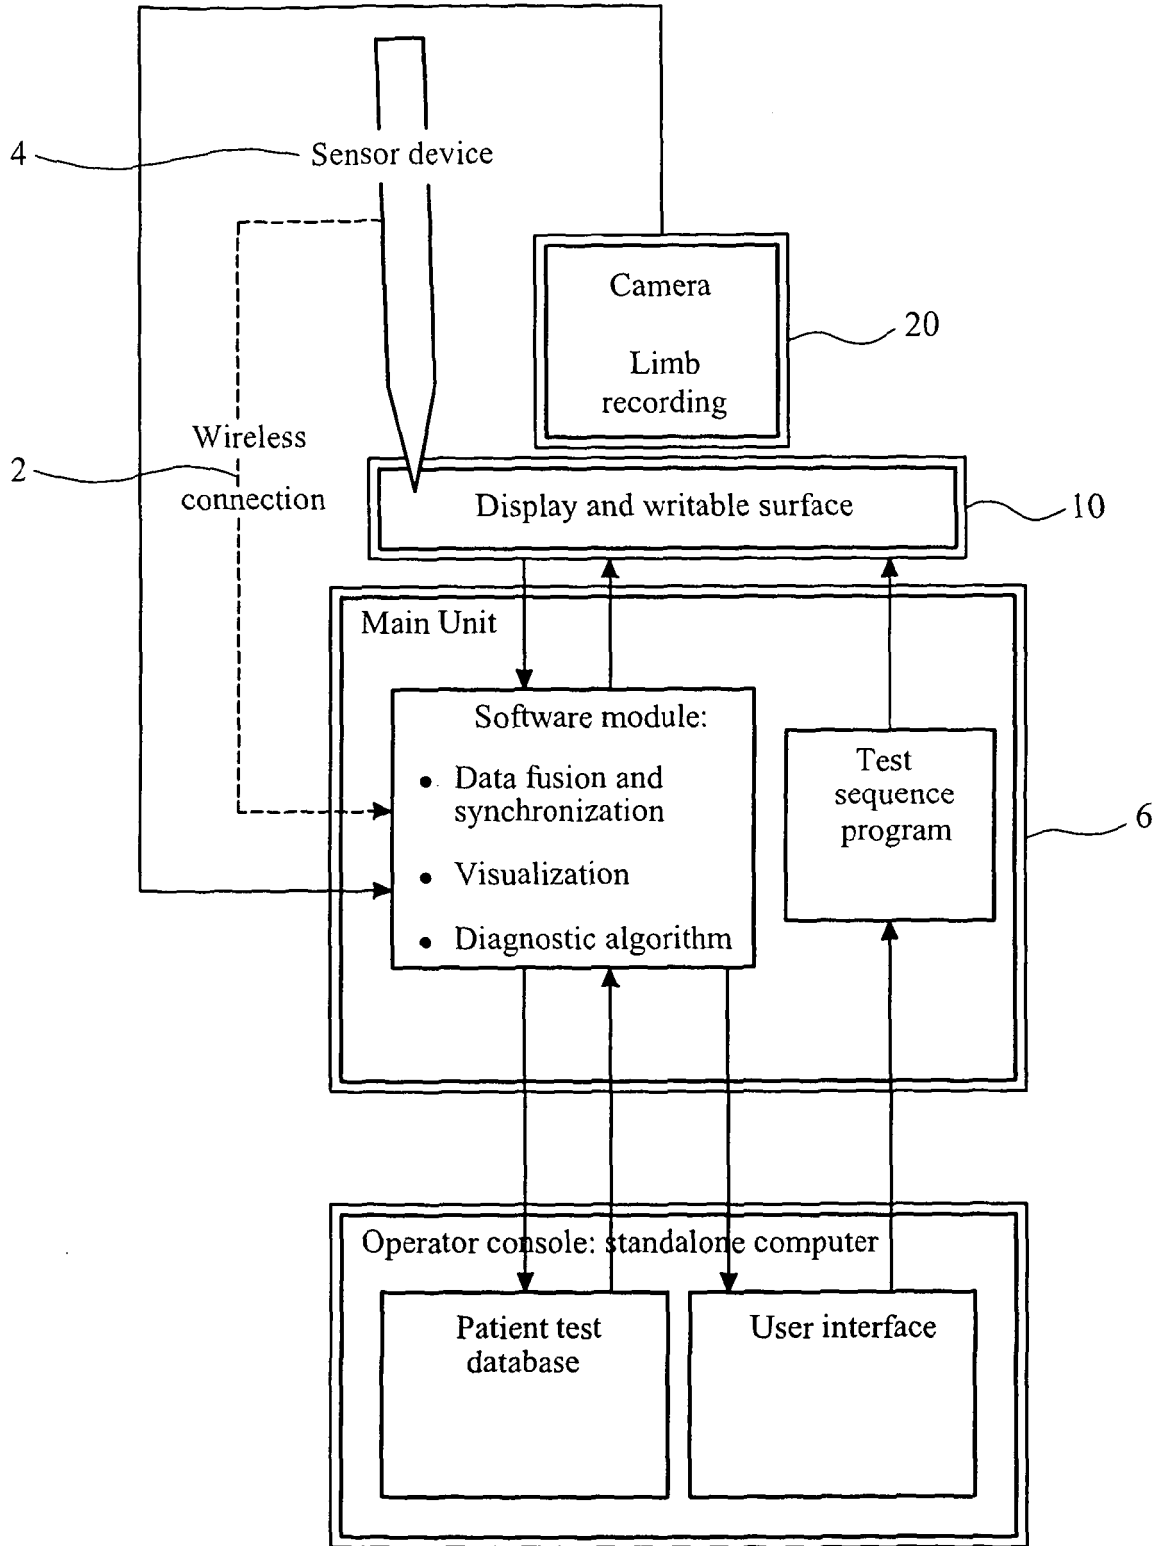 4
Sensor device
Camera
20
Limb
recording
Wireless
2
connection
Display and writable surface
10
Main Unit
Software module:
• Data fusion and
synchronization
• Visualization
• Diagnostic algorithm
Test
sequence
program
6
Operator console: standalone computer
Patient test
database
User interface